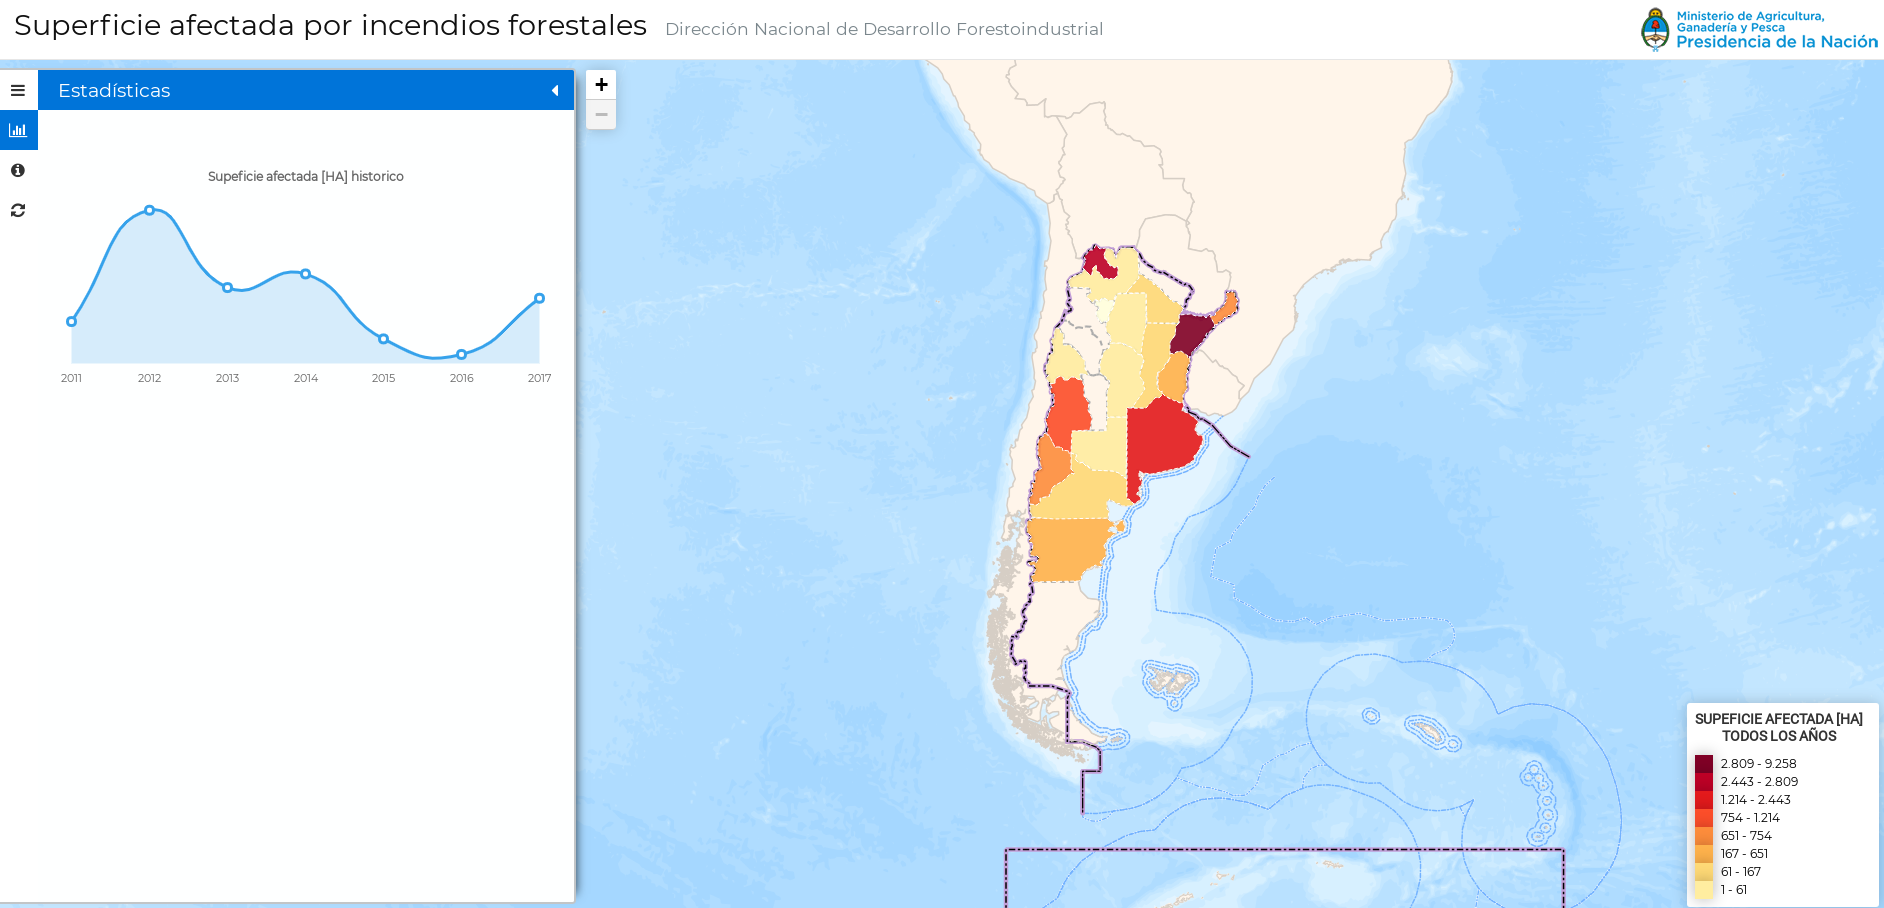 Superficie afectada por incendios forestales Dirección Nacional de Desarrollo Forestoindustrial
Ministerio de Agricultura,
Ganadería y Pesca
Presidencia de la Nación
Estadísticas
+
−
Supeficie afectada [HA] historico
2011 2012 2013 2014 2015 2016 2017
SUPEFICIE AFECTADA [HA]
TODOS LOS AÑOS
2.809 - 9.258
2.443 - 2.809
1.214 - 2.443
754 - 1.214
651 - 754
167 - 651
61 - 167
1 - 61